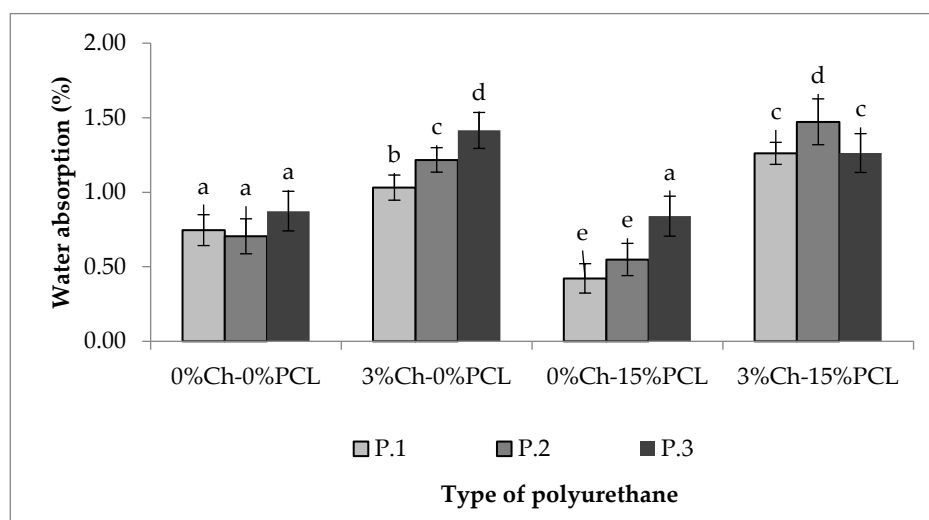 Water absorption (%)
2.00
1.50
1.00
0.50
0.00
a a a
b c d
e e a
c d c
0%Ch-0%PCL 3%Ch-0%PCL 0%Ch-15%PCL 3%Ch-15%PCL
P.1 P.2 P.3
Type of polyurethane